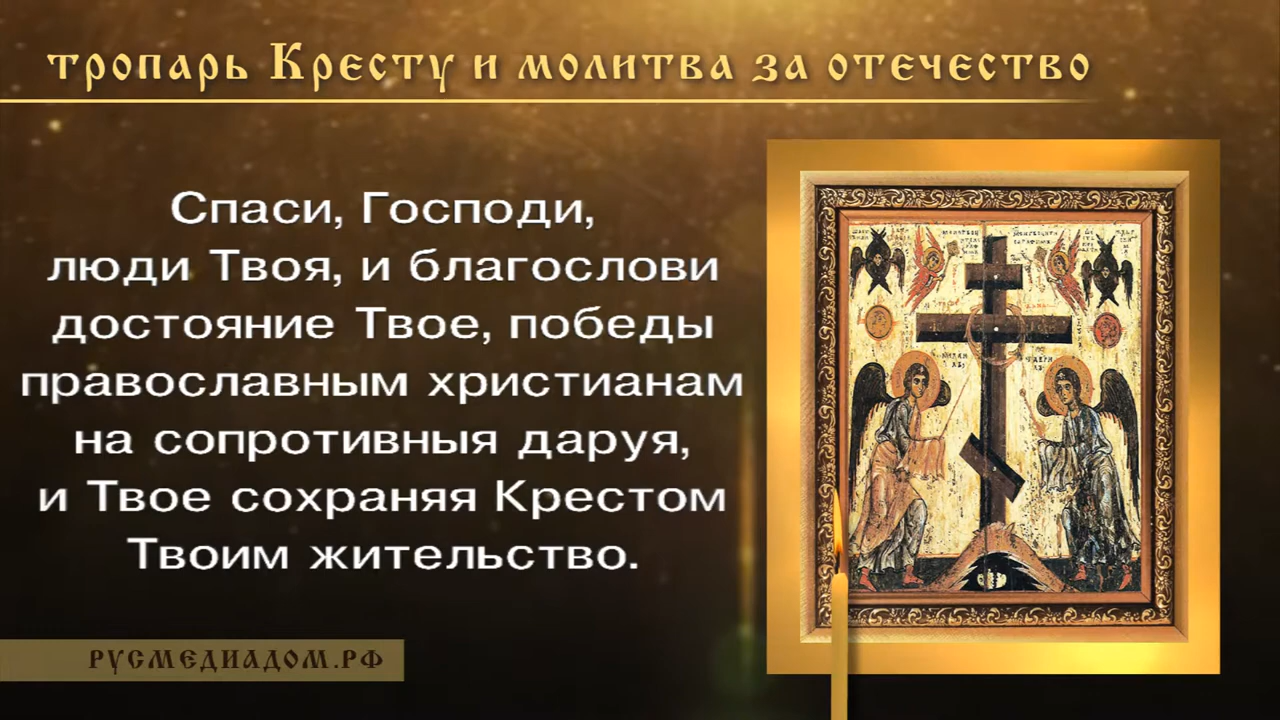 тропарь Кресту и молитва за отечество
Спаси, Господи,
люди Твоя, и благослови
достояние Твое, победы
православным христианам
на сопротивныя даруя,
и Твое сохраняя Крестом
Твоим жительство.
РУСМЕДИАДОМ.РФ